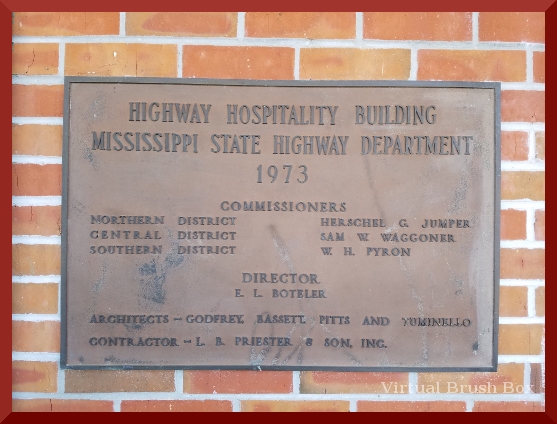 HIGHWAY HOSPITALITY BUILDING
MISSISSIPPI STATE HIGHWAY DEPARTMENT
1973
COMMISSIONERS
NORTHERN DISTRICT HERSCHEL G. JUMPER
CENTRAL DISTRICT SAM W. WAGGONER
SOUTHERN DISTRICT W. H. PYRON
DIRECTOR
E. L. BOTELER
ARCHITECTS - GODFREY, BASSETT, PITTS AND TUMINELLO
CONTRACTOR - L. B. PRIESTER & SON, INC.
Virtual Brush Box